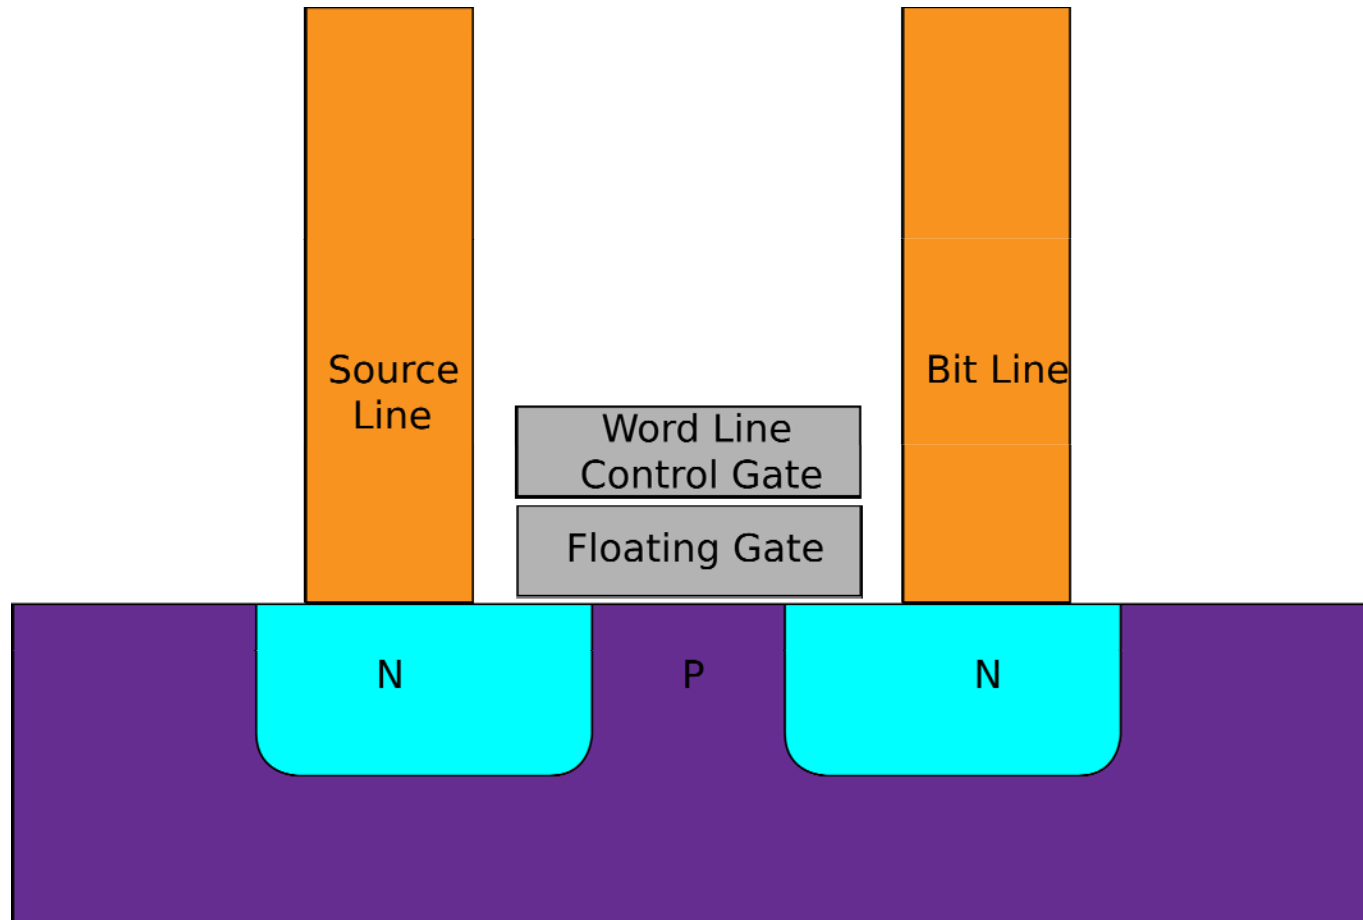 Source
Line
Bit Line
Word Line
Control Gate
Floating Gate
N
P
N